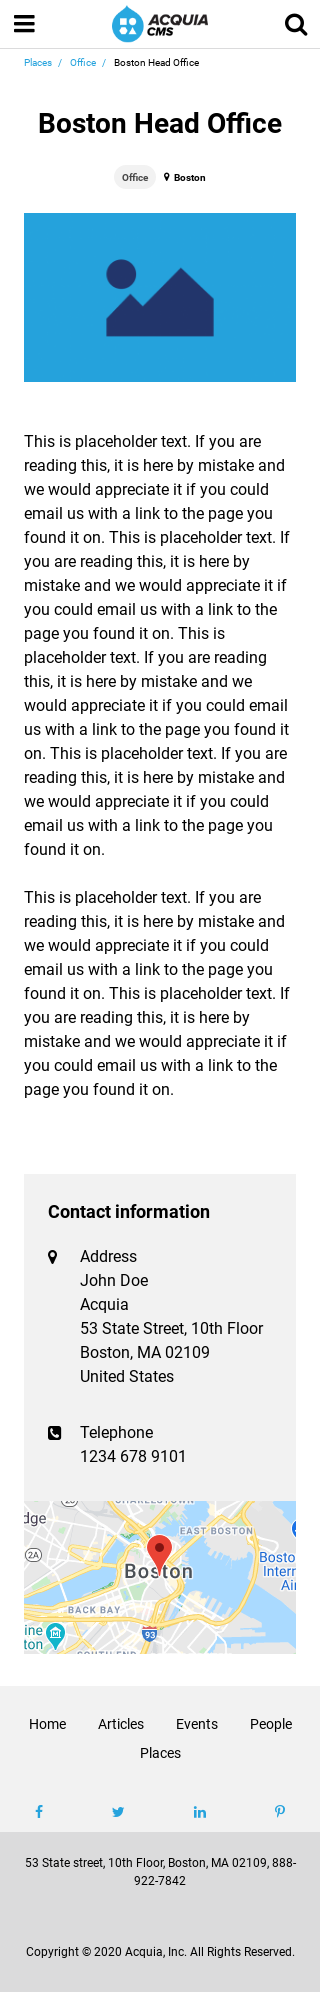 ACQUIA
CMS
Places / Office / Boston Head Office
Boston Head Office
Office Boston
This is placeholder text. If you are
reading this, it is here by mistake and
we would appreciate it if you could
email us with a link to the page you
found it on. This is placeholder text. If
you are reading this, it is here by
mistake and we would appreciate it if
you could email us with a link to the
page you found it on. This is
placeholder text. If you are reading
this, it is here by mistake and we
would appreciate it if you could email
us with a link to the page you found it
on. This is placeholder text. If you are
reading this, it is here by mistake and
we would appreciate it if you could
email us with a link to the page you
found it on.
This is placeholder text. If you are
reading this, it is here by mistake and
we would appreciate it if you could
email us with a link to the page you
found it on. This is placeholder text. If
you are reading this, it is here by
mistake and we would appreciate it if
you could email us with a link to the
page you found it on.
Contact information
Address
John Doe
Acquia
53 State Street, 10th Floor
Boston, MA 02109
United States
Telephone
1234 678 9101
CHARLESTOWN
dge
EAST BOSTON
2A
Boston
Boston
Intern
Air
BACK BAY
93
ine
ton
SOUTH END
Home Articles Events People
Places
53 State street, 10th Floor, Boston, MA 02109, 888-
922-7842
Copyright © 2020 Acquia, Inc. All Rights Reserved.